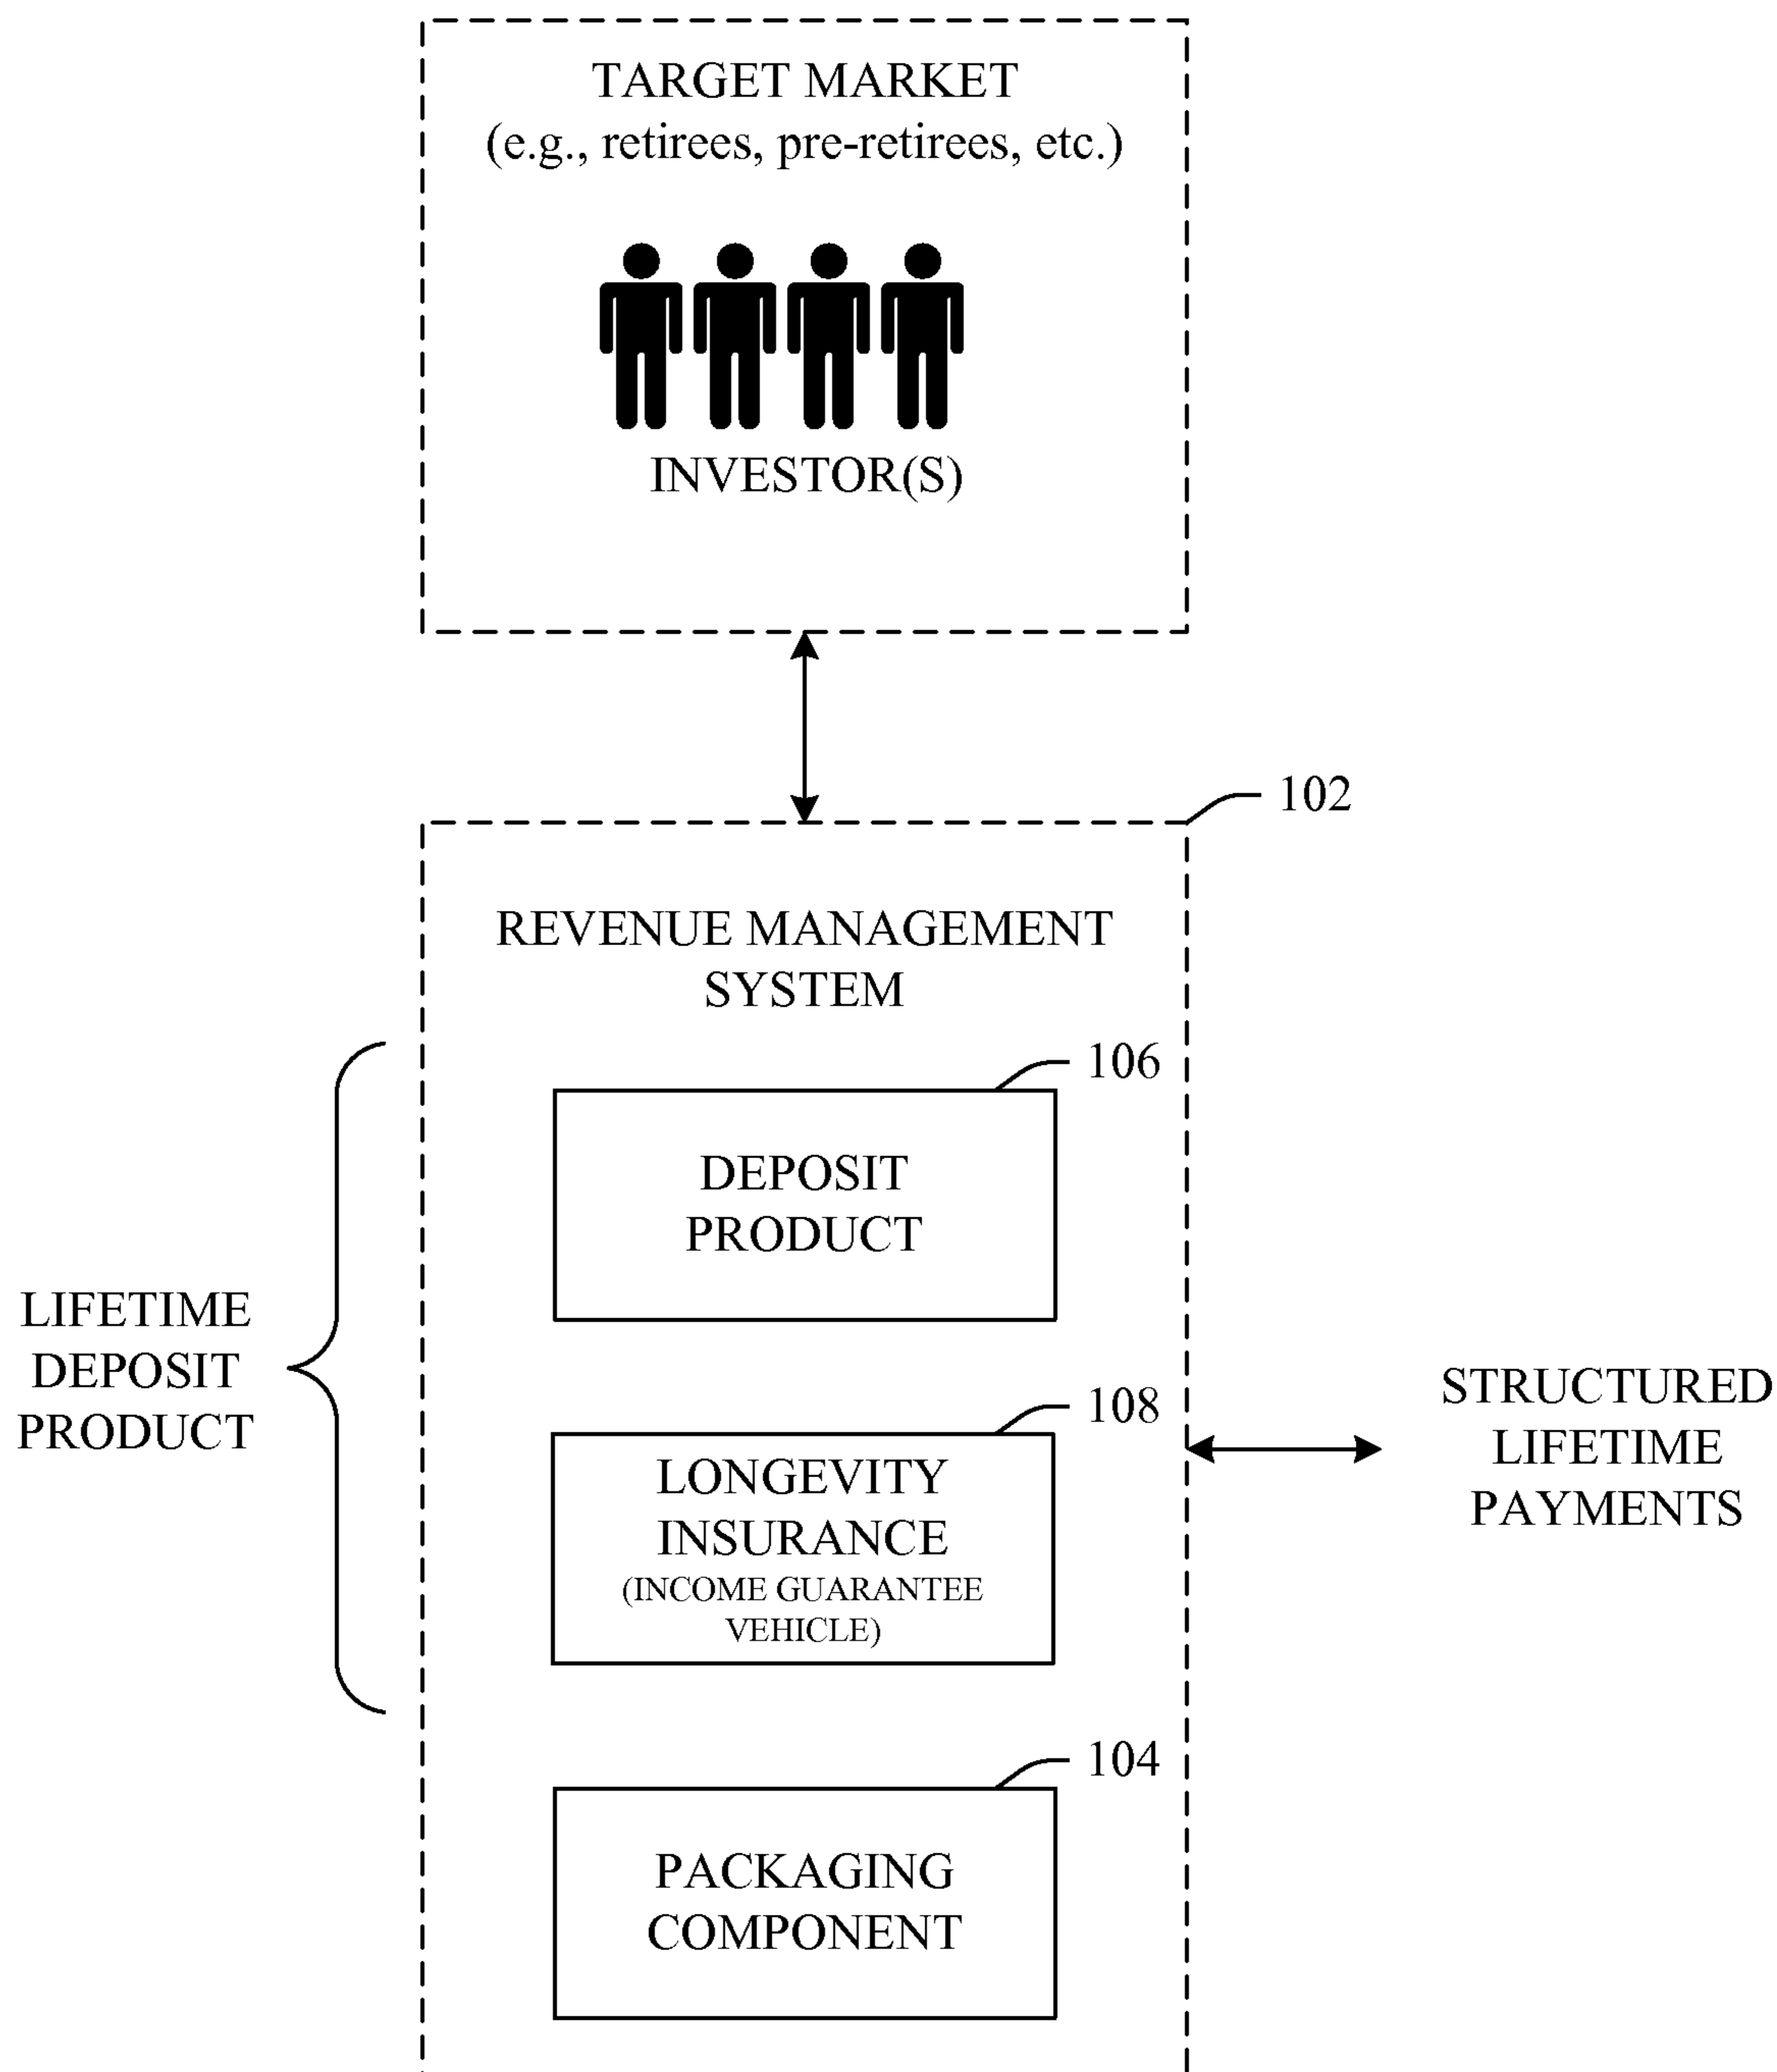 TARGET MARKET
(e.g., retirees, pre-retirees, etc.)
INVESTOR(S)
102
REVENUE MANAGEMENT
SYSTEM
106
DEPOSIT
PRODUCT
LIFETIME
DEPOSIT
PRODUCT
108
LONGEVITY
INSURANCE
(INCOME GUARANTEE
VEHICLE)
STRUCTURED
LIFETIME
PAYMENTS
104
PACKAGING
COMPONENT